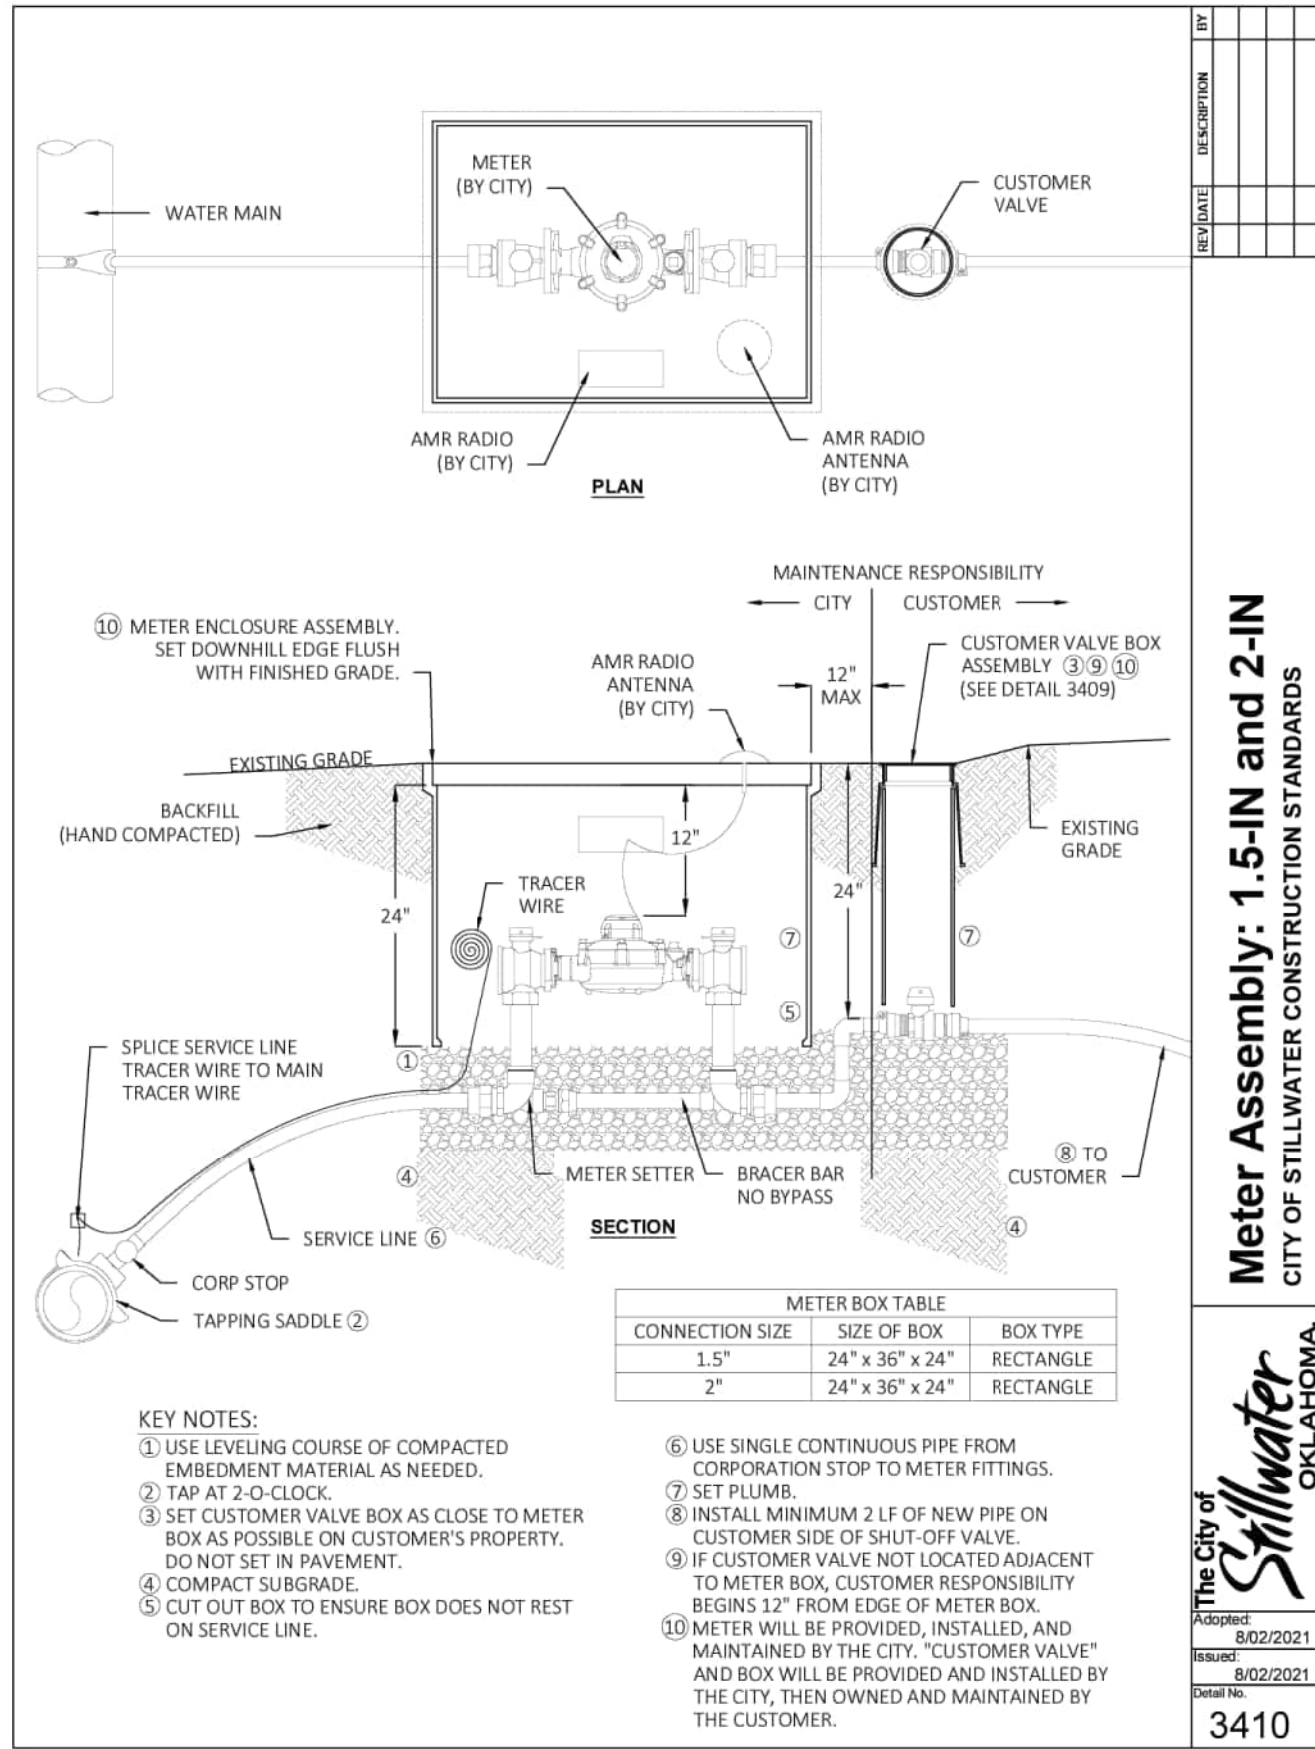 WATER MAIN
METER
(BY CITY)
CUSTOMER
VALVE
AMR RADIO
(BY CITY)
AMR RADIO
ANTENNA
(BY CITY)
PLAN
MAINTENANCE RESPONSIBILITY
CITY CUSTOMER
⑩ METER ENCLOSURE ASSEMBLY.
SET DOWNHILL EDGE FLUSH
WITH FINISHED GRADE.
AMR RADIO
ANTENNA
(BY CITY)
12"
MAX
CUSTOMER VALVE BOX
ASSEMBLY ③⑨⑩
(SEE DETAIL 3409)
EXISTING GRADE
BACKFILL
(HAND COMPACTED)
12"
EXISTING
GRADE
TRACER
WIRE
24"
24"
⑦
⑦
⑤
SPLICE SERVICE LINE
TRACER WIRE TO MAIN
TRACER WIRE
①
④
METER SETTER
BRACER BAR
NO BYPASS
⑧ TO
CUSTOMER
④
SECTION
SERVICE LINE ⑥
CORP STOP
TAPPING SADDLE ②
METER BOX TABLE
CONNECTION SIZE SIZE OF BOX BOX TYPE
1.5" 24" x 36" x 24" RECTANGLE
2" 24" x 36" x 24" RECTANGLE
KEY NOTES:
① USE LEVELING COURSE OF COMPACTED
EMBEDMENT MATERIAL AS NEEDED.
② TAP AT 2-O-CLOCK.
③ SET CUSTOMER VALVE BOX AS CLOSE TO METER
BOX AS POSSIBLE ON CUSTOMER'S PROPERTY.
DO NOT SET IN PAVEMENT.
④ COMPACT SUBGRADE.
⑤ CUT OUT BOX TO ENSURE BOX DOES NOT REST
ON SERVICE LINE.
⑥ USE SINGLE CONTINUOUS PIPE FROM
CORPORATION STOP TO METER FITTINGS.
⑦ SET PLUMB.
⑧ INSTALL MINIMUM 2 LF OF NEW PIPE ON
CUSTOMER SIDE OF SHUT-OFF VALVE.
⑨ IF CUSTOMER VALVE NOT LOCATED ADJACENT
TO METER BOX, CUSTOMER RESPONSIBILITY
BEGINS 12" FROM EDGE OF METER BOX.
⑩ METER WILL BE PROVIDED, INSTALLED, AND
MAINTAINED BY THE CITY. "CUSTOMER VALVE"
AND BOX WILL BE PROVIDED AND INSTALLED BY
THE CITY, THEN OWNED AND MAINTAINED BY
THE CUSTOMER.
REV DATE DESCRIPTION BY
Meter Assembly: 1.5-IN and 2-IN
CITY OF STILLWATER CONSTRUCTION STANDARDS
The City of
Stillwater
OKLAHOMA
Adopted:
8/02/2021
Issued:
8/02/2021
Detail No.
3410